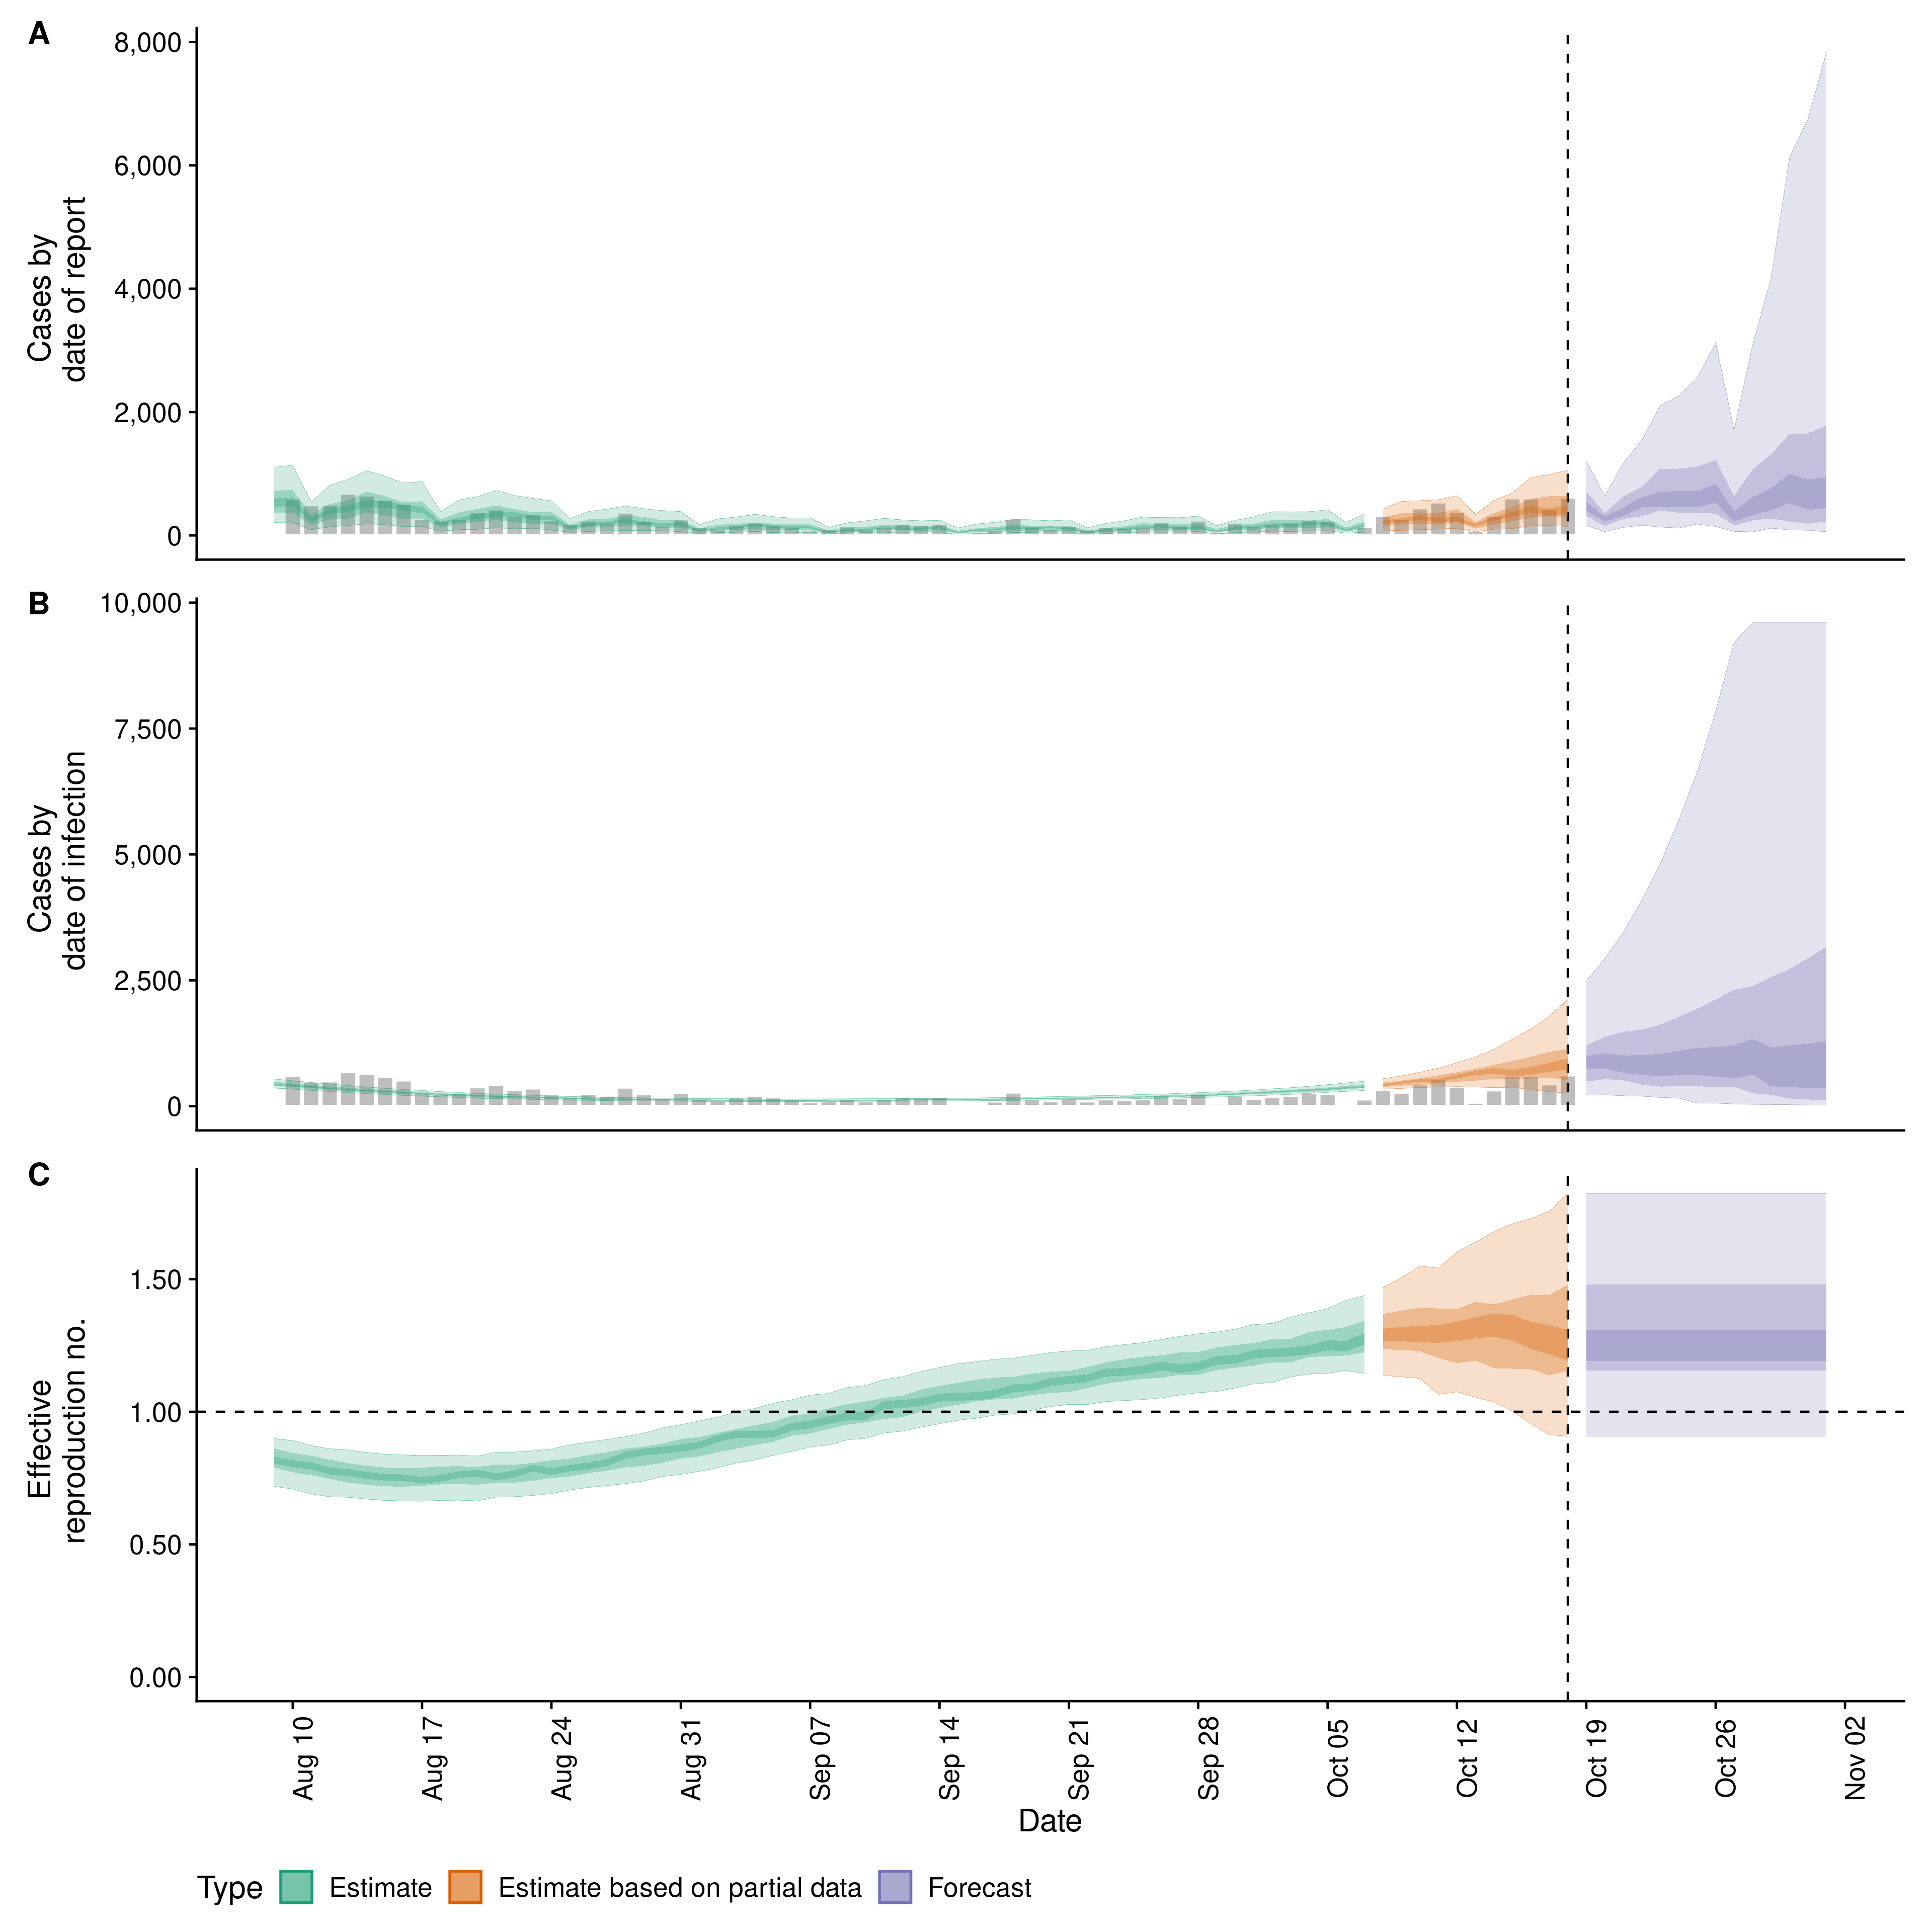 A
8,000
6,000
4,000
2,000
0
Cases by
date of report
B
10,000
7,500
5,000
2,500
0
Cases by
date of infection
C
1.50
1.00
0.50
0.00
Effective
reproduction no.
Aug 10
Aug 17
Aug 24
Aug 31
Sep 07
Sep 14
Sep 21
Sep 28
Oct 05
Oct 12
Oct 19
Oct 26
Nov 02
Date
Type Estimate Estimate based on partial data Forecast